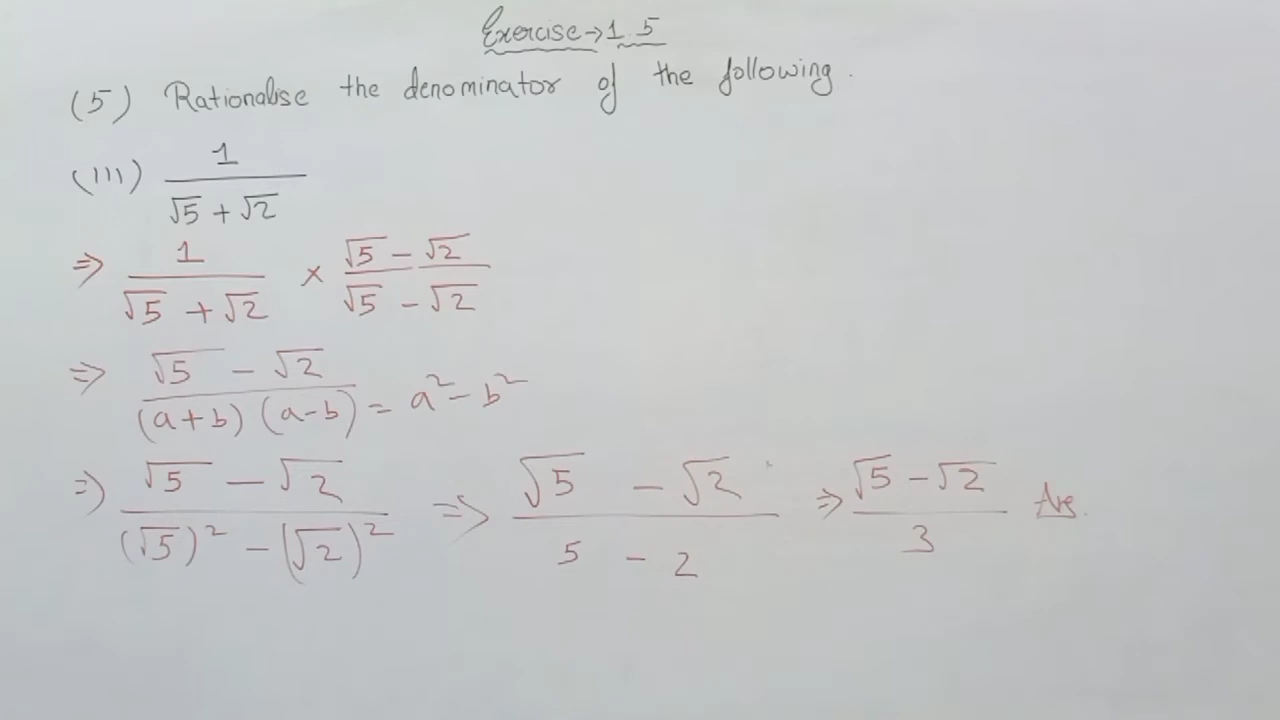 Exercise→1.5
(5) Rationalise the denominator of the following.
(111) 1/(√5 + √2)
⇒ 1/(√5 + √2) × (√5 - √2)/(√5 - √2)
⇒ (√5 - √2)/((a+b) (a-b)) = a² - b²
⇒ (√5 - √2)/((√5)² - (√2)²) ⇒ (√5 - √2)/(5 - 2) ⇒ (√5 - √2)/3 Ans.